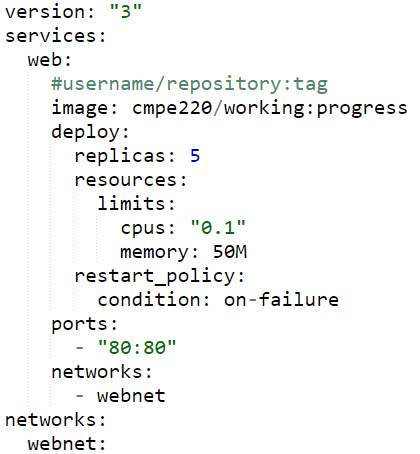 version: "3"
services:
  web:
    #username/repository:tag
    image: cmpe220/working:progress
    deploy:
      replicas: 5
      resources:
        limits:
          cpus: "0.1"
          memory: 50M
      restart_policy:
        condition: on-failure
    ports:
      - "80:80"
    networks:
      - webnet
networks:
  webnet: